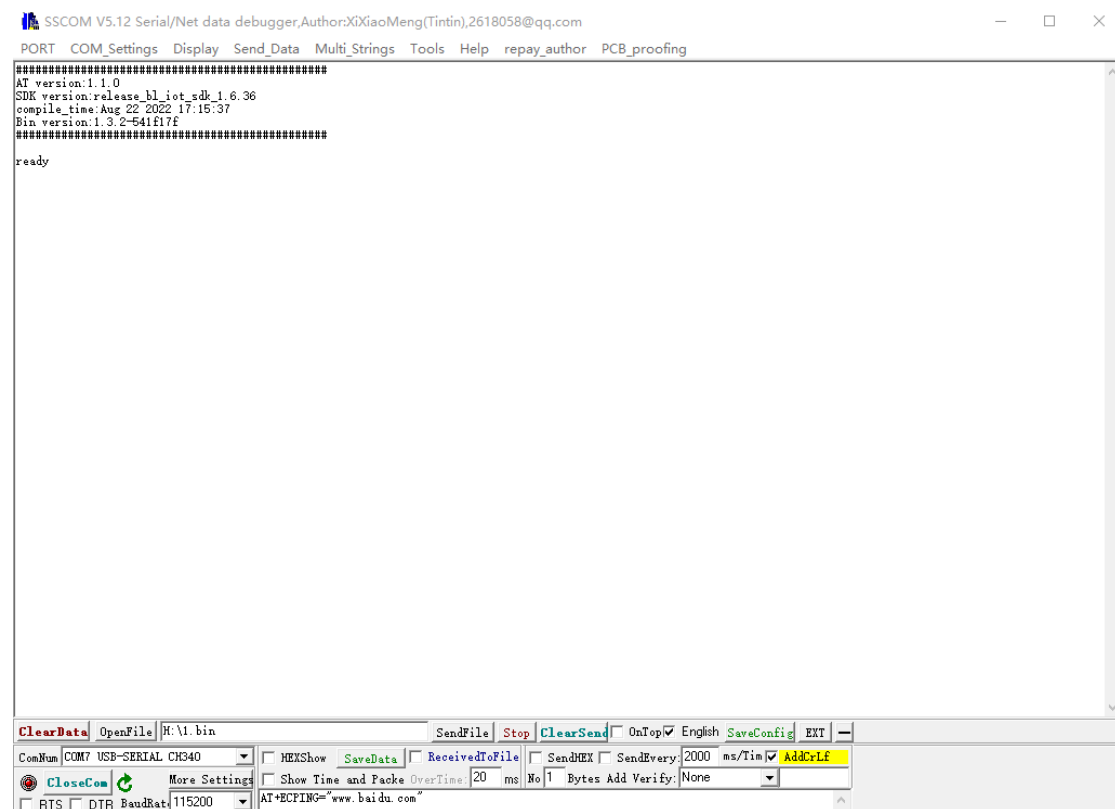 SSCOM V5.12 Serial/Net data debugger,Author:XiXiaoMeng(Tintin),2618058@qq.com
PORT COM_Settings Display Send_Data Multi_Strings Tools Help repay_author PCB_proofing
################################################
AT version:1.1.0
SDK version:release_bl_iot_sdk_1.6.36
compile_time:Aug 22 2022 17:15:37
Bin version:1.3.2-541f17f
################################################
ready
ClearData OpenFile H:\1.bin SendFile Stop ClearSend OnTop English SaveConfig EXT —
ComNum COM7 USB-SERIAL CH340 HEXShow SaveData ReceivedToFile SendHEX SendEvery: 2000 ms/Tim AddCrLf
CloseCom More Settings Show Time and Packe OverTime: 20 ms No 1 Bytes Add Verify: None
RTS DTR BaudRat 115200 AT+ECPING="www.baidu.com"